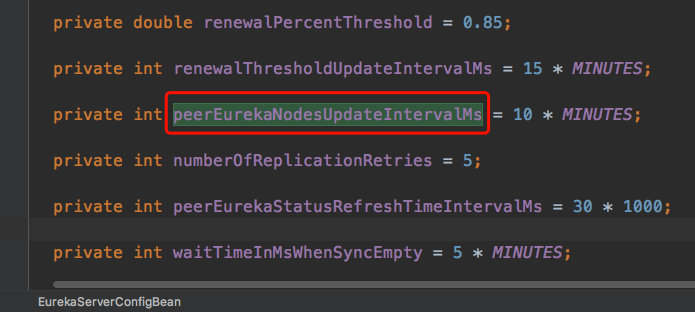 private double renewalPercentThreshold = 0.85;
private int renewalThresholdUpdateIntervalMs = 15 * MINUTES;
private int peerEurekaNodesUpdateIntervalMs = 10 * MINUTES;
private int numberOfReplicationRetries = 5;
private int peerEurekaStatusRefreshTimeIntervalMs = 30 * 1000;
private int waitTimeInMsWhenSyncEmpty = 5 * MINUTES;
EurekaServerConfigBean